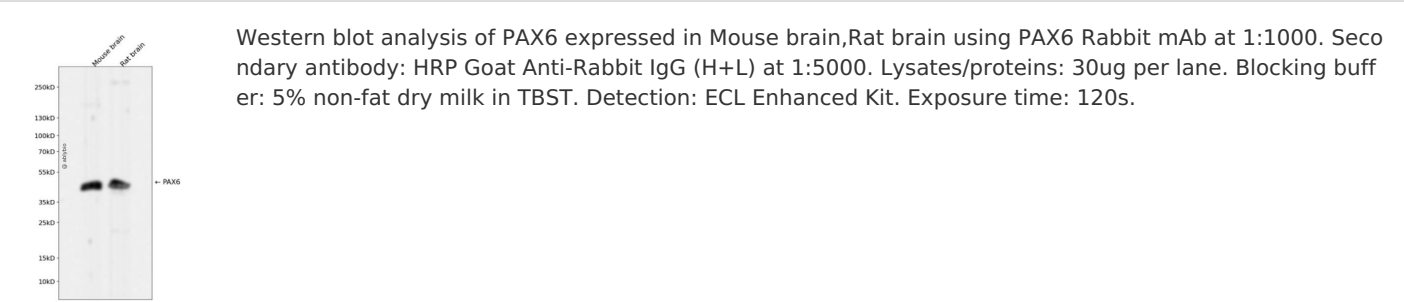 Western blot analysis of PAX6 expressed in Mouse brain,Rat brain using PAX6 Rabbit mAb at 1:1000. Seco
ndary antibody: HRP Goat Anti-Rabbit IgG (H+L) at 1:5000. Lysates/proteins: 30ug per lane. Blocking buff
er: 5% non-fat dry milk in TBST. Detection: ECL Enhanced Kit. Exposure time: 120s.
Mouse brain
Rat brain
250kD
130kD
100kD
70kD
55kD
← PAX6
35kD
25kD
15kD
10kD